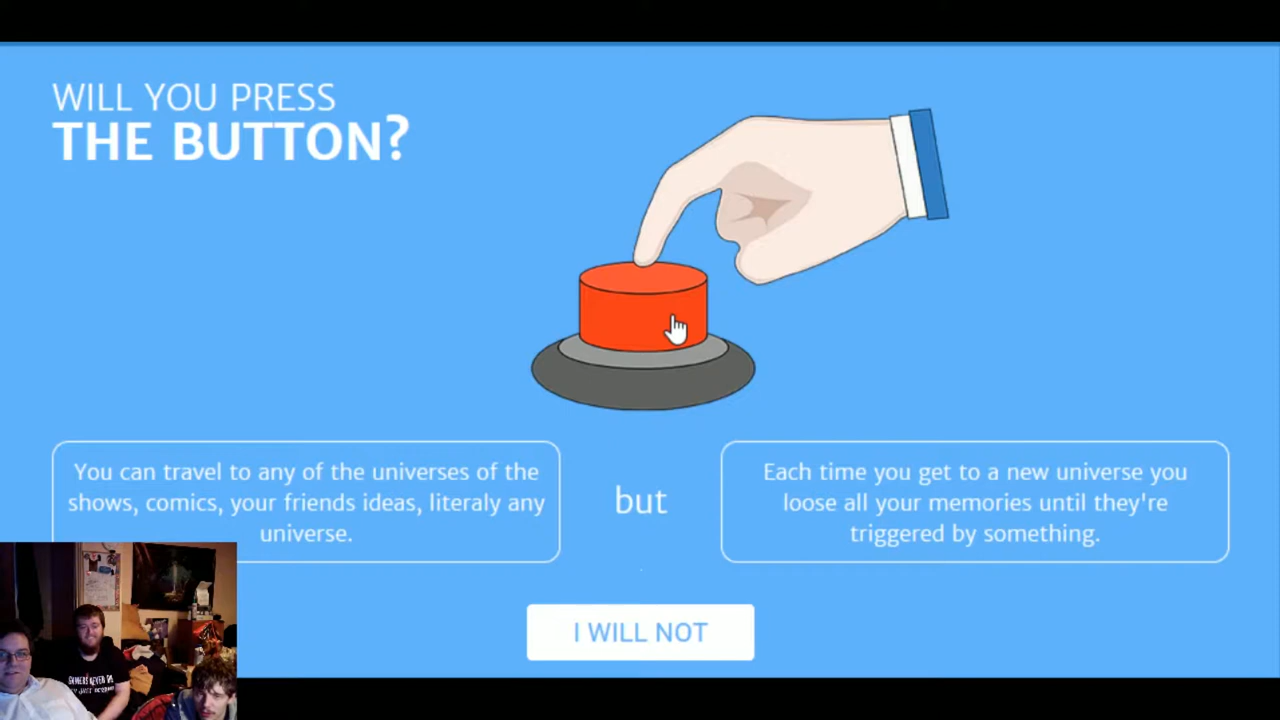 WILL YOU PRESS
THE BUTTON?
You can travel to any of the universes of the
shows, comics, your friends ideas, literaly any
universe.
but
Each time you get to a new universe you
loose all your memories until they're
triggered by something.
I WILL NOT